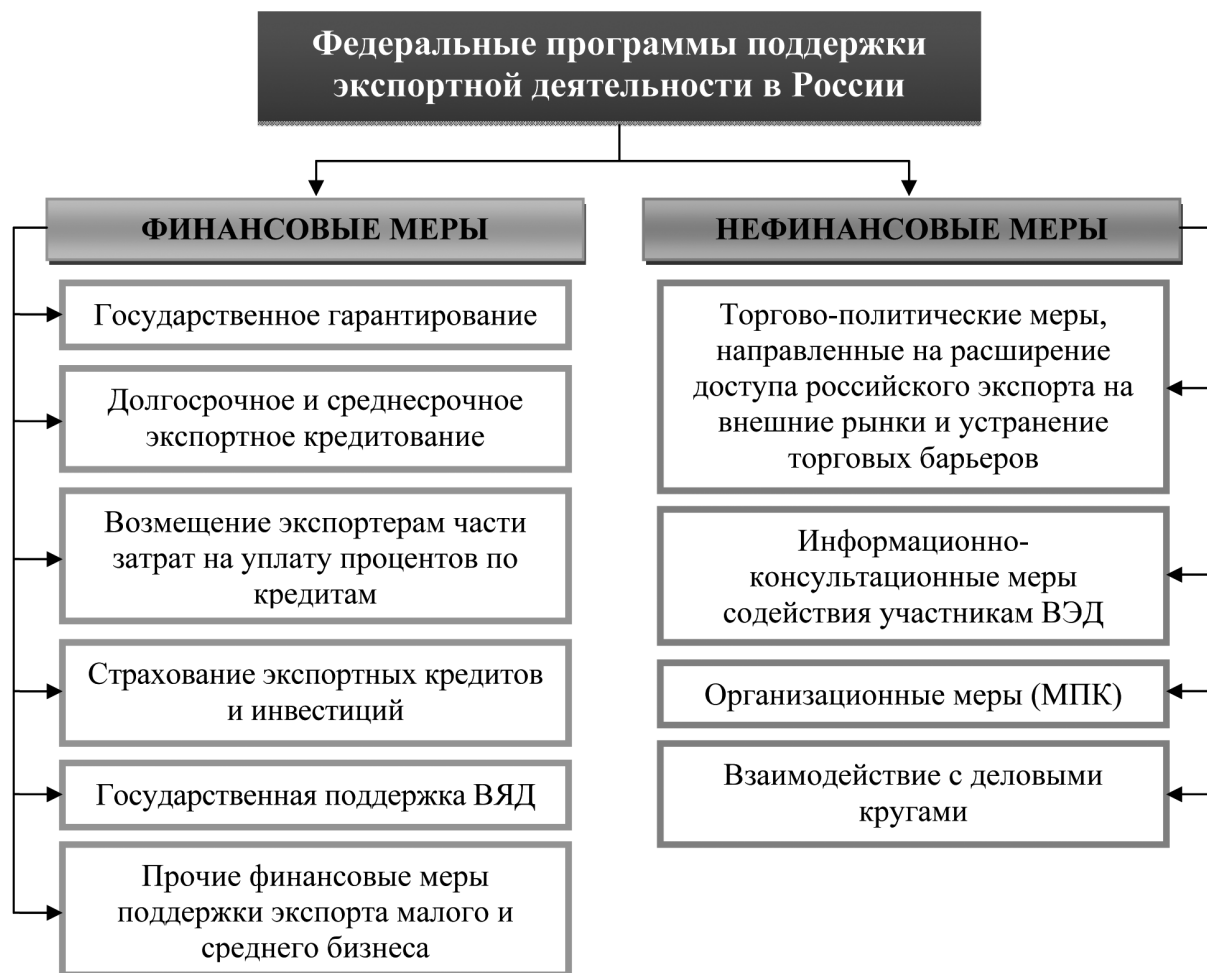 Федеральные программы поддержки
экспортной деятельности в России
ФИНАНСОВЫЕ МЕРЫ
Государственное гарантирование
Долгосрочное и среднесрочное
экспортное кредитование
Возмещение экспортерам части
затрат на уплату процентов по
кредитам
Страхование экспортных кредитов
и инвестиций
Государственная поддержка ВЯД
Прочие финансовые меры
поддержки экспорта малого и
среднего бизнеса
НЕФИНАНСОВЫЕ МЕРЫ
Торгово-политические меры,
направленные на расширение
доступа российского экспорта на
внешние рынки и устранение
торговых барьеров
Информационно-
консультационные меры
содействия участникам ВЭД
Организационные меры (МПК)
Взаимодействие с деловыми
кругами